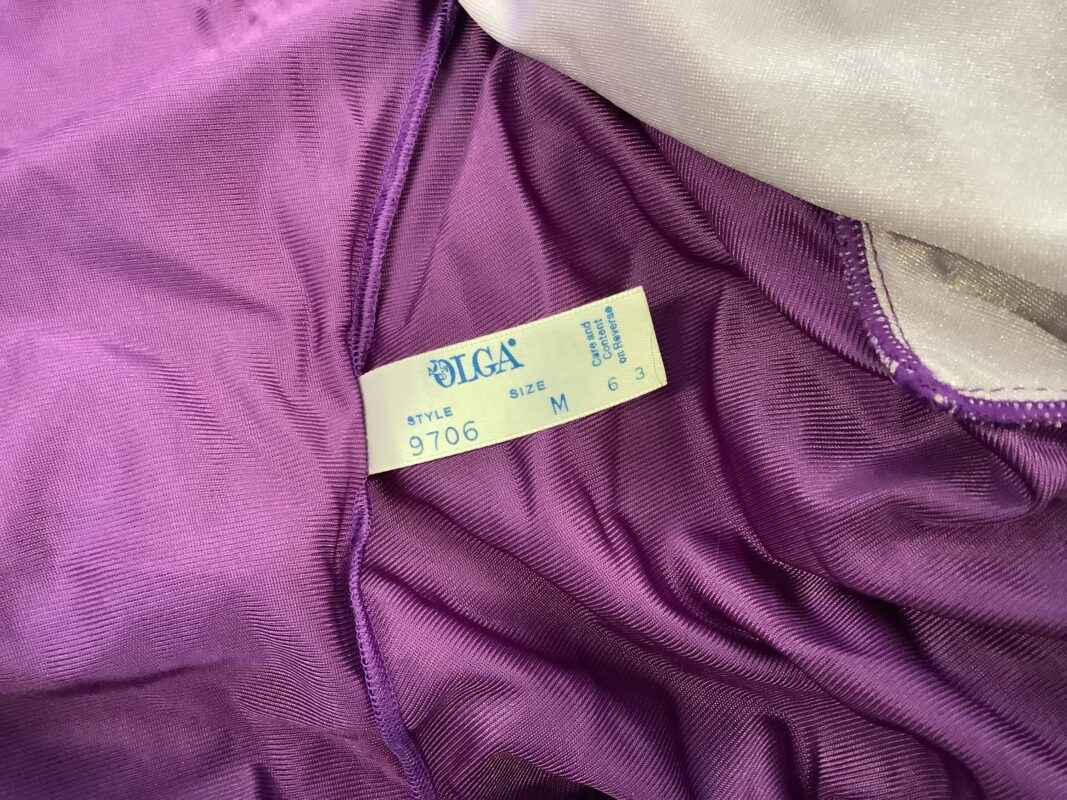 OLGA®
STYLE SIZE
9706 M 6 3
Care and
Content
on Reverse